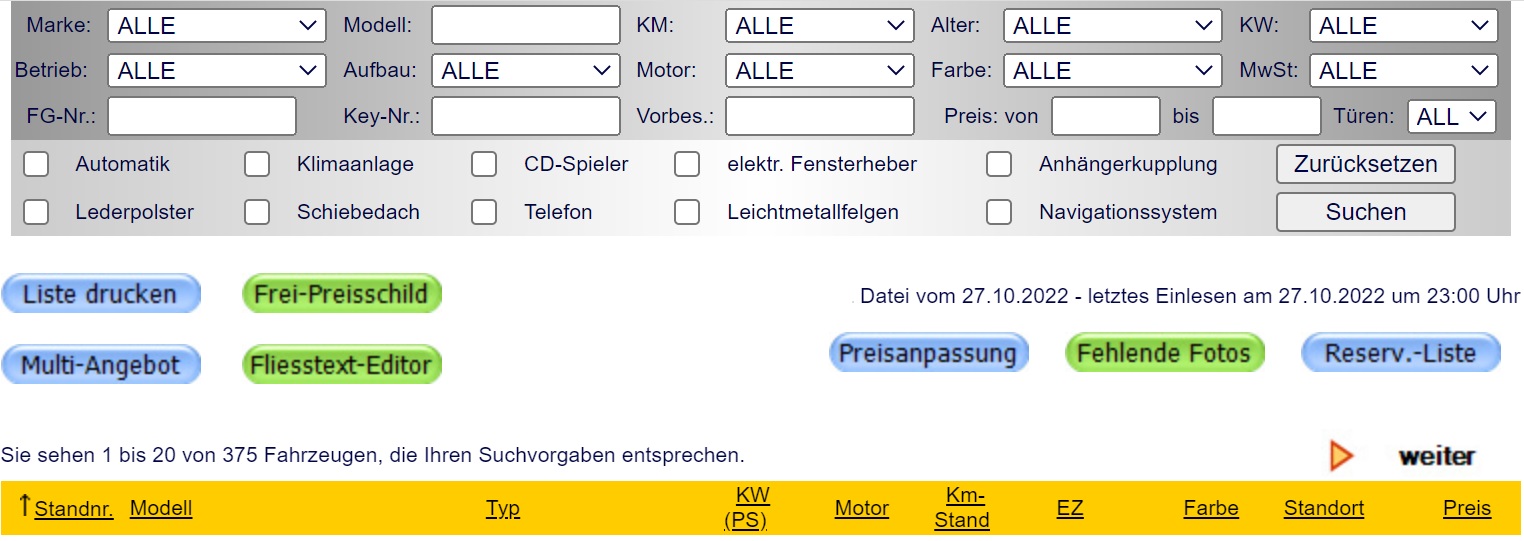 Marke: ALLE Modell: KM: ALLE Alter: ALLE KW: ALLE
Betrieb: ALLE Aufbau: ALLE Motor: ALLE Farbe: ALLE MwSt: ALLE
FG-Nr.: Key-Nr.: Vorbes.: Preis: von bis Türen: ALL
Automatik Klimaanlage CD-Spieler elektr. Fensterheber Anhängerkupplung Zurücksetzen
Lederpolster Schiebedach Telefon Leichtmetallfelgen Navigationssystem Suchen
Liste drucken Frei-Preisschild Datei vom 27.10.2022 - letztes Einlesen am 27.10.2022 um 23:00 Uhr
Multi-Angebot Fliesstext-Editor Preisanpassung Fehlende Fotos Reserv.-Liste
Sie sehen 1 bis 20 von 375 Fahrzeugen, die Ihren Suchvorgaben entsprechen. weiter
↑Standnr. Modell Typ KW (PS) Motor Km-Stand EZ Farbe Standort Preis